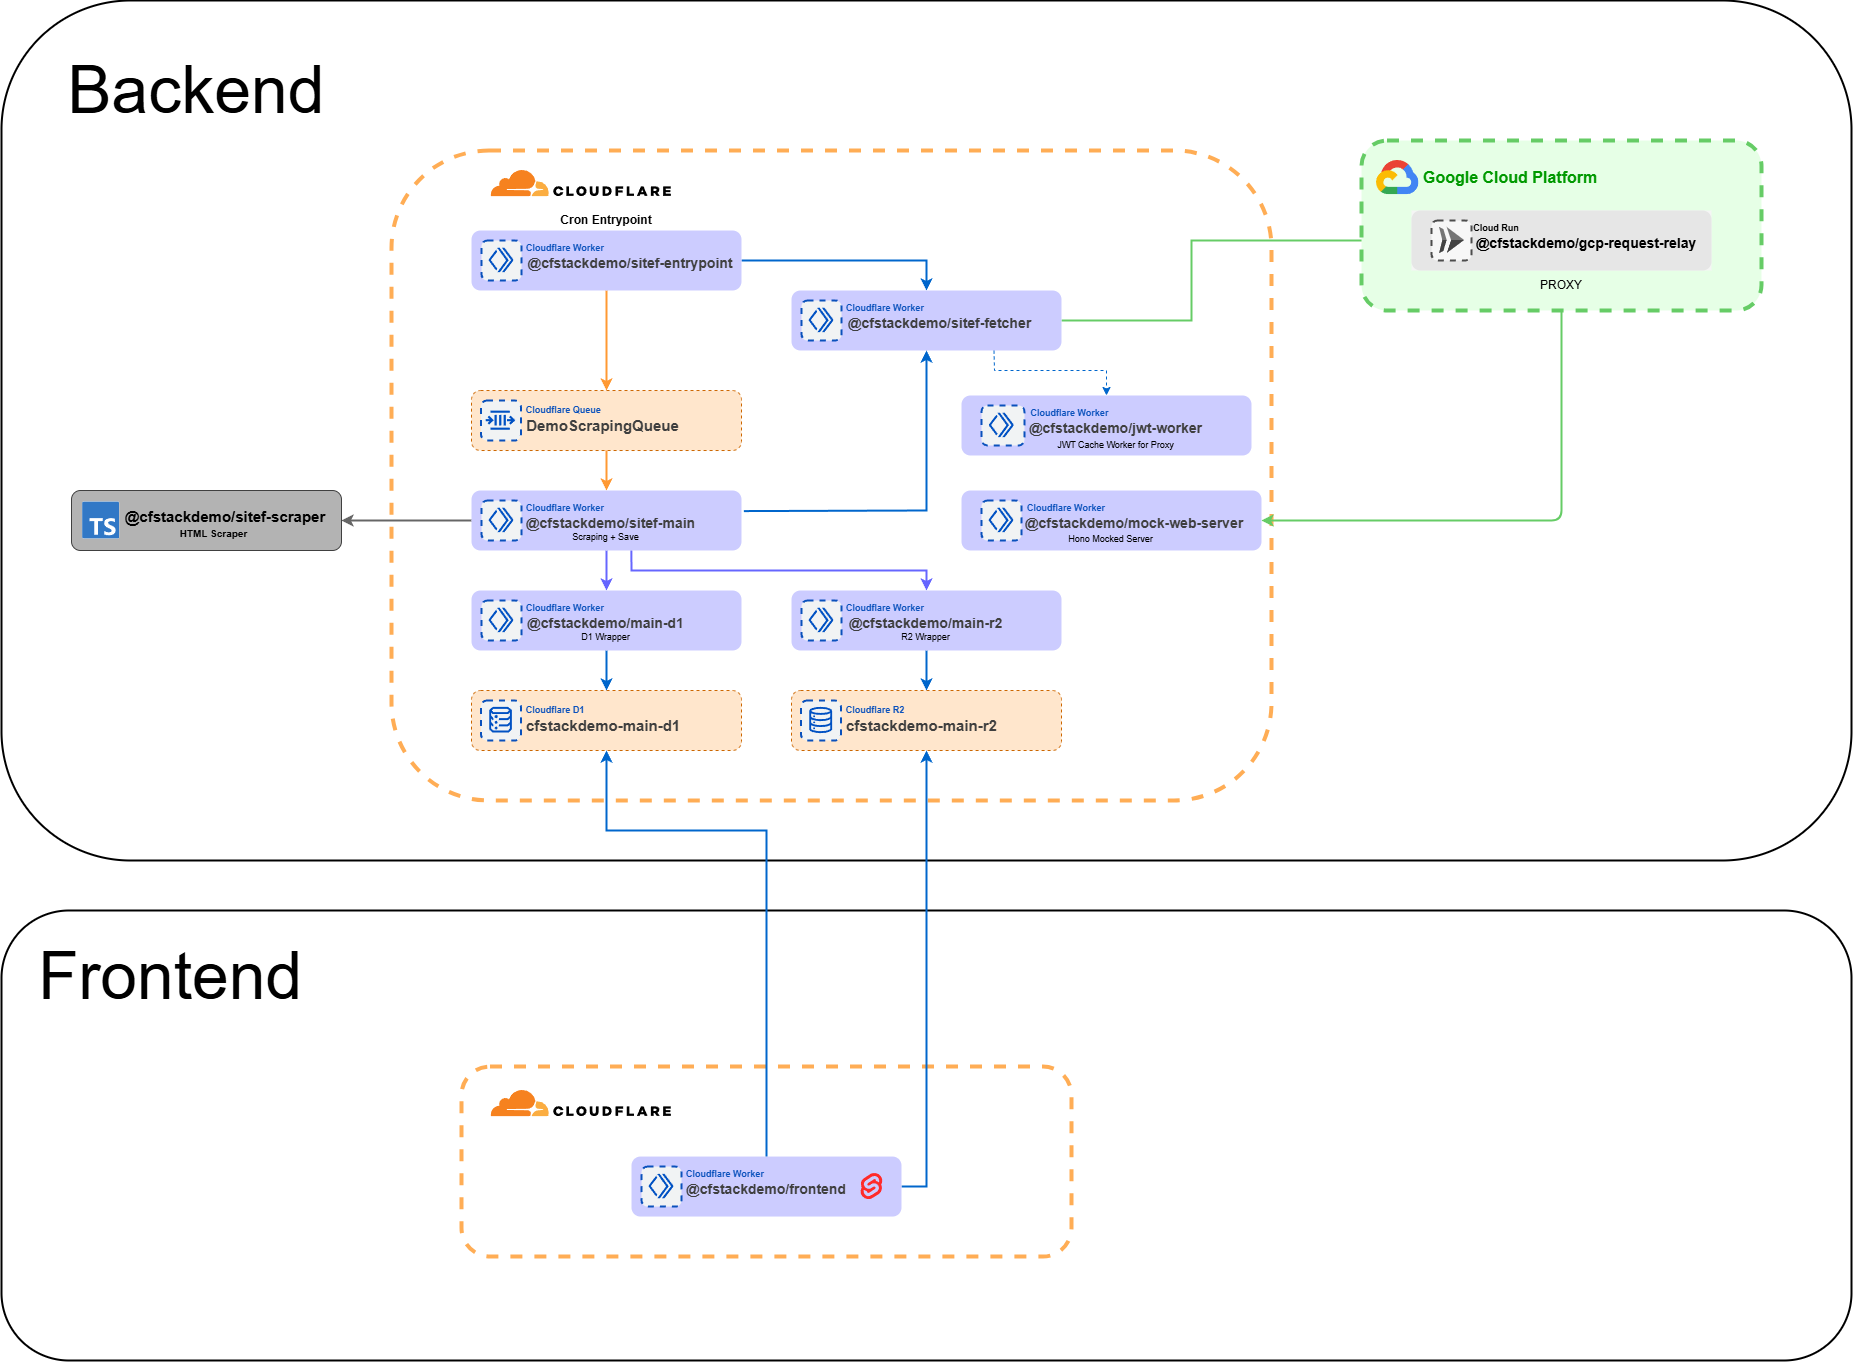 Backend
CLOUDFLARE
Cron Entrypoint
Cloudflare Worker
@cfstackdemo/sitef-entrypoint
Google Cloud Platform
Cloud Run
@cfstackdemo/gcp-request-relay
PROXY
Cloudflare Worker
@cfstackdemo/sitef-fetcher
Cloudflare Queue
DemoScrapingQueue
Cloudflare Worker
@cfstackdemo/jwt-worker
JWT Cache Worker for Proxy
TS
@cfstackdemo/sitef-scraper
HTML Scraper
Cloudflare Worker
@cfstackdemo/sitef-main
Scraping + Save
Cloudflare Worker
@cfstackdemo/mock-web-server
Hono Mocked Server
Cloudflare Worker
@cfstackdemo/main-d1
D1 Wrapper
Cloudflare Worker
@cfstackdemo/main-r2
R2 Wrapper
Cloudflare D1
cfstackdemo-main-d1
Cloudflare R2
cfstackdemo-main-r2
Frontend
CLOUDFLARE
Cloudflare Worker
@cfstackdemo/frontend